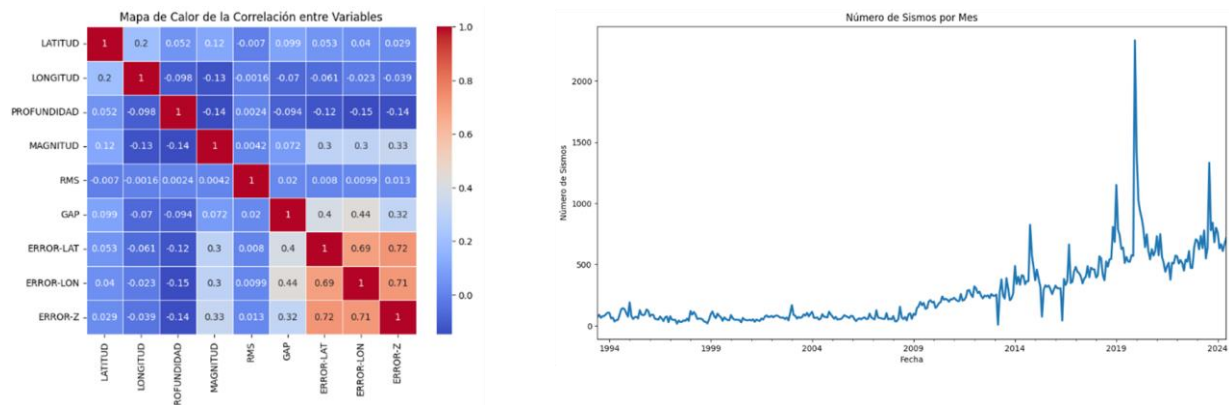 Mapa de Calor de la Correlación entre Variables
LATITUD 1 0.2 0.052 0.12 -0.007 0.099 0.053 0.04 0.029
LONGITUD 0.2 1 -0.098 -0.13 -0.0016 -0.07 -0.061 -0.023 -0.039
PROFUNDIDAD 0.052 -0.098 1 -0.14 0.0024 -0.094 -0.12 -0.15 -0.14
MAGNITUD 0.12 -0.13 -0.14 1 0.0042 0.072 0.3 0.3 0.33
RMS -0.007 -0.0016 0.0024 0.0042 1 0.02 0.008 0.0099 0.013
GAP 0.099 -0.07 -0.094 0.072 0.02 1 0.4 0.44 0.32
ERROR-LAT 0.053 -0.061 -0.12 0.3 0.008 0.4 1 0.69 0.72
ERROR-LON 0.04 -0.023 -0.15 0.3 0.0099 0.44 0.69 1 0.71
ERROR-Z 0.029 -0.039 -0.14 0.33 0.013 0.32 0.72 0.71 1
LATITUD LONGITUD PROFUNDIDAD MAGNITUD RMS GAP ERROR-LAT ERROR-LON ERROR-Z
1.0
0.8
0.6
0.4
0.2
0.0
Número de Sismos por Mes
Número de Sismos
2000
1500
1000
500
0
1994 1999 2004 2009 2014 2019 2024
Fecha